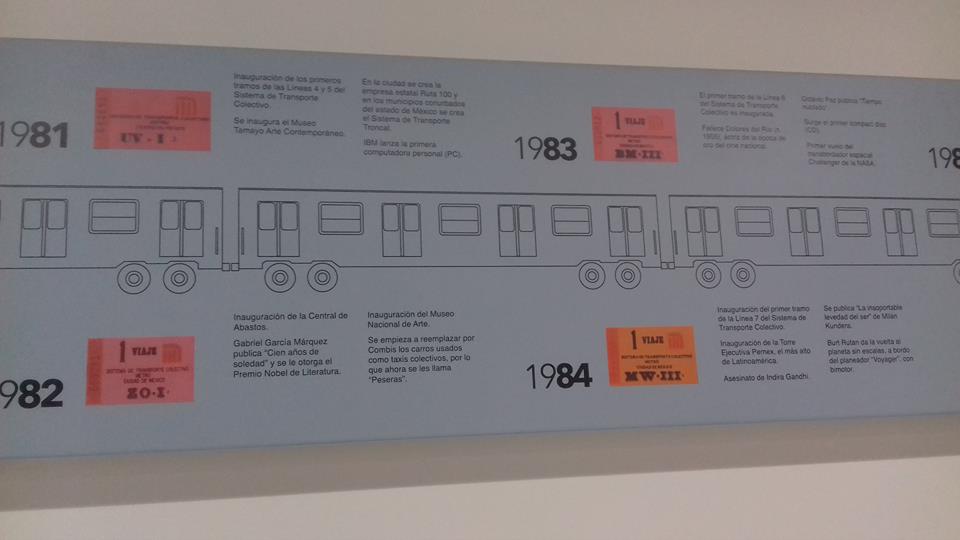 1981
UV - I
Inauguración de los primeros
tramos de las Líneas 4 y 5 del
Sistema de Transporte
Colectivo.
Se inaugura el Museo
Tamayo Arte Contemporáneo.
En la ciudad se crea la
empresa estatal Ruta 100 y
en los municipios conurbados
del estado de México se crea
el Sistema de Transporte
Troncal.
IBM lanza la primera
computadora personal (PC).
1983
1 VIAJE
BM·III
El primer tramo de la Línea 6
del Sistema de Transporte
Colectivo es inaugurada.
Fallece Dolores del Río (n.
1905), actriz de la época de
oro del cine nacional.
Octavio Paz publica "Tiempo
nublado".
Surge el primer compact disc
(CD).
Primer vuelo del
transbordador espacial
Challenger de la NASA.
198
982
1 VIAJE
SISTEMA DE TRANSPORTE COLECTIVO
METRO
CIUDAD DE MEXICO
ZO·I·
Inauguración de la Central de
Abastos.
Gabriel García Márquez
publica "Cien años de
soledad" y se le otorga el
Premio Nobel de Literatura.
Inauguración del Museo
Nacional de Arte.
Se empieza a reemplazar por
Combis los carros usados
como taxis colectivos, por lo
que ahora se les llama
"Peseras".
1984
1 VIAJE
SISTEMA DE TRANSPORTE COLECTIVO
METRO
CIUDAD DE MEXICO
MW·III·
Inauguración del primer tramo
de la Línea 7 del Sistema de
Transporte Colectivo.
Inauguración de la Torre
Ejecutiva Pemex, el más alto
de Latinoamérica.
Asesinato de Indira Gandhi.
Se publica "La insoportable
levedad del ser" de Milan
Kundera.
Burt Rutan da la vuelta al
planeta sin escalas, a bordo
del planeador "Voyager", con
bimotor.